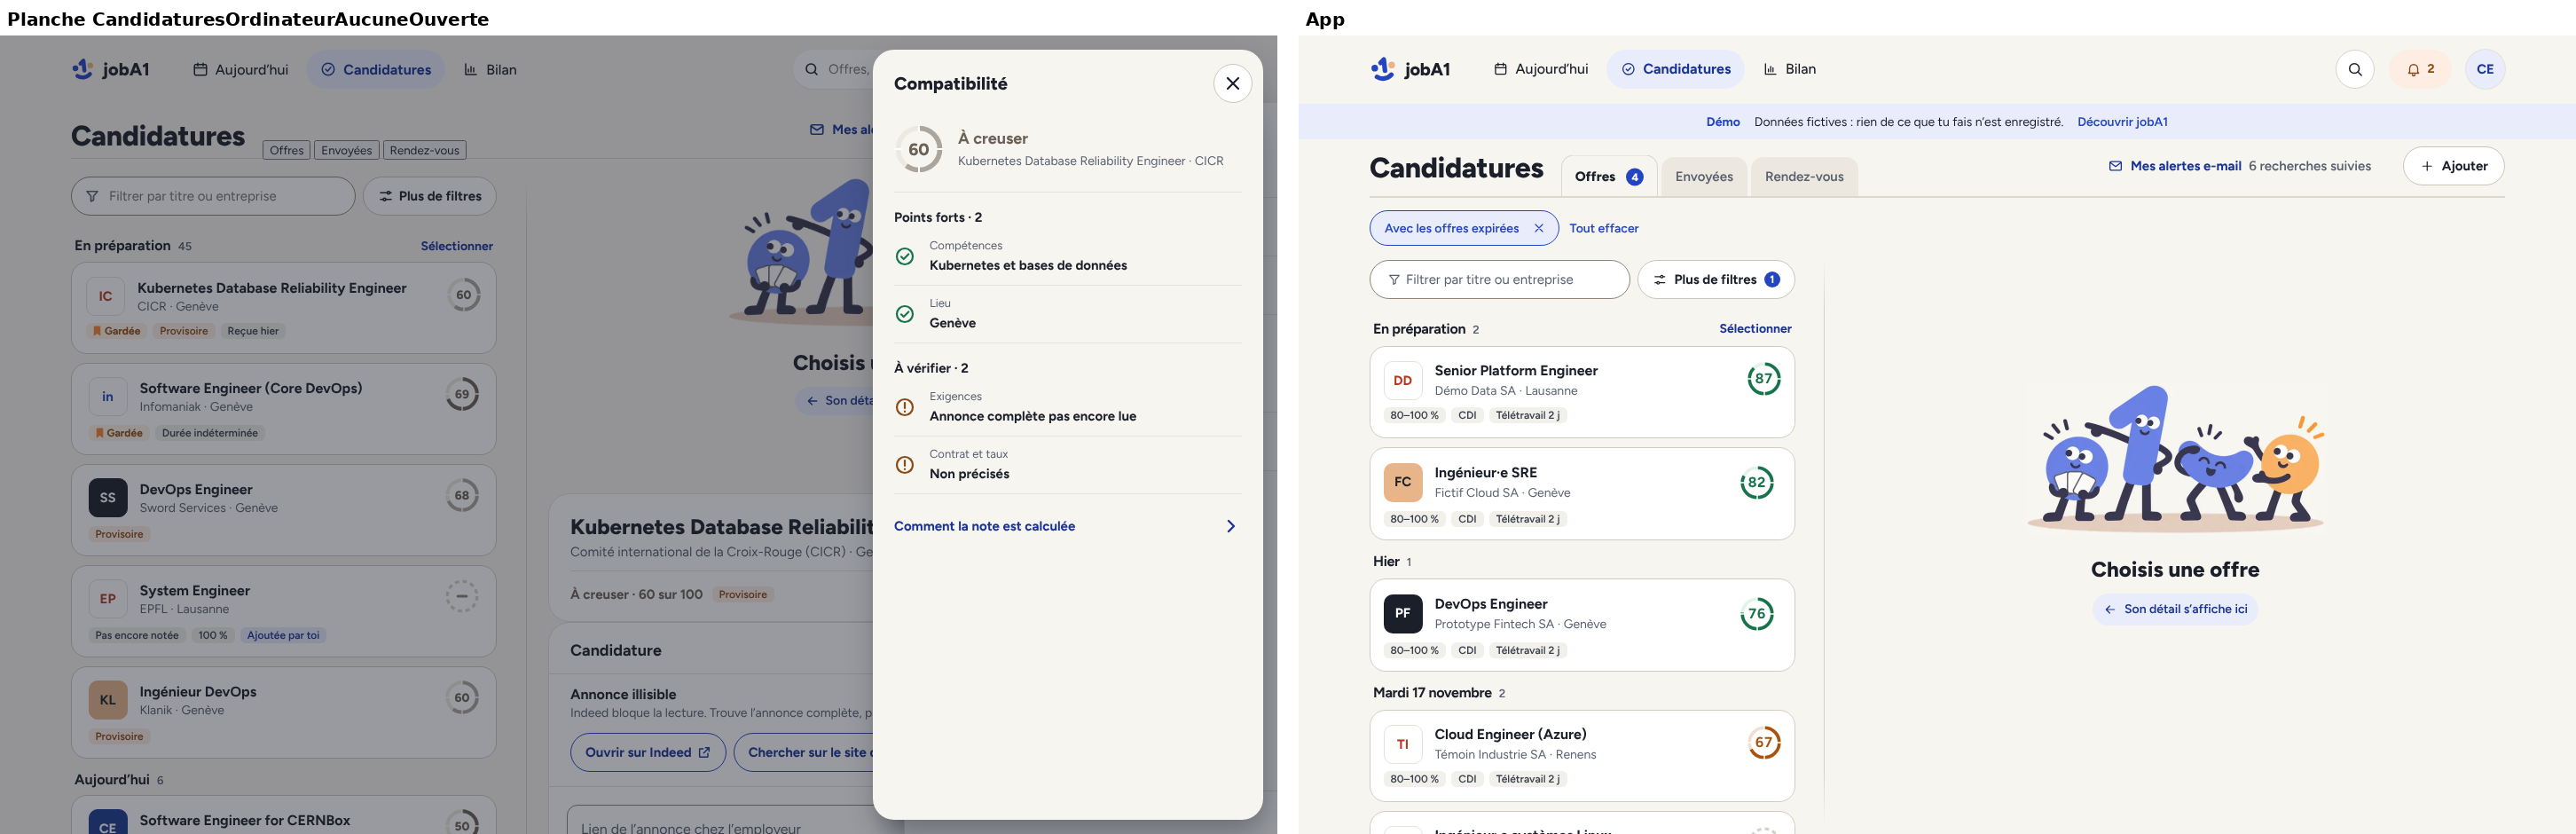 Planche CandidaturesOrdinateurAucuneOuverte
jobA1
Aujourd'hui
Candidatures
Bilan
Offres,
Candidatures
Offres
Envoyées
Rendez-vous
Mes al
Filtrer par titre ou entreprise
Plus de filtres
En préparation 45
Sélectionner
IC
Kubernetes Database Reliability Engineer
CICR · Genève
60
Gardée
Provisoire
Reçue hier
in
Software Engineer (Core DevOps)
Infomaniak · Genève
69
Gardée
Durée indéterminée
SS
DevOps Engineer
Sword Services · Genève
68
Provisoire
EP
System Engineer
EPFL · Lausanne
–
Pas encore notée
100 %
Ajoutée par toi
KL
Ingénieur DevOps
Klanik · Genève
60
Provisoire
Aujourd'hui 6
CE
Software Engineer for CERNBox
50
Choisis u
← Son déta
Kubernetes Database Reliabilit
Comité international de la Croix-Rouge (CICR) · Ge
À creuser · 60 sur 100
Provisoire
Candidature
Annonce illisible
Indeed bloque la lecture. Trouve l'annonce complète, p
Ouvrir sur Indeed
Chercher sur le site d
Lien de l'annonce chez l'employeur
Compatibilité
60
À creuser
Kubernetes Database Reliability Engineer · CICR
Points forts · 2
Compétences
Kubernetes et bases de données
Lieu
Genève
À vérifier · 2
Exigences
Annonce complète pas encore lue
Contrat et taux
Non précisés
Comment la note est calculée
App
jobA1
Aujourd'hui
Candidatures
Bilan
2
CE
Démo Données fictives : rien de ce que tu fais n'est enregistré. Découvrir jobA1
Candidatures
Offres 4
Envoyées
Rendez-vous
Mes alertes e-mail 6 recherches suivies
+ Ajouter
Avec les offres expirées
Tout effacer
Filtrer par titre ou entreprise
Plus de filtres 1
En préparation 2
Sélectionner
DD
Senior Platform Engineer
Démo Data SA · Lausanne
87
80–100 %
CDI
Télétravail 2 j
FC
Ingénieur·e SRE
Fictif Cloud SA · Genève
82
80–100 %
CDI
Télétravail 2 j
Hier 1
PF
DevOps Engineer
Prototype Fintech SA · Genève
76
80–100 %
CDI
Télétravail 2 j
Mardi 17 novembre 2
TI
Cloud Engineer (Azure)
Témoin Industrie SA · Renens
67
80–100 %
CDI
Télétravail 2 j
Choisis une offre
← Son détail s'affiche ici